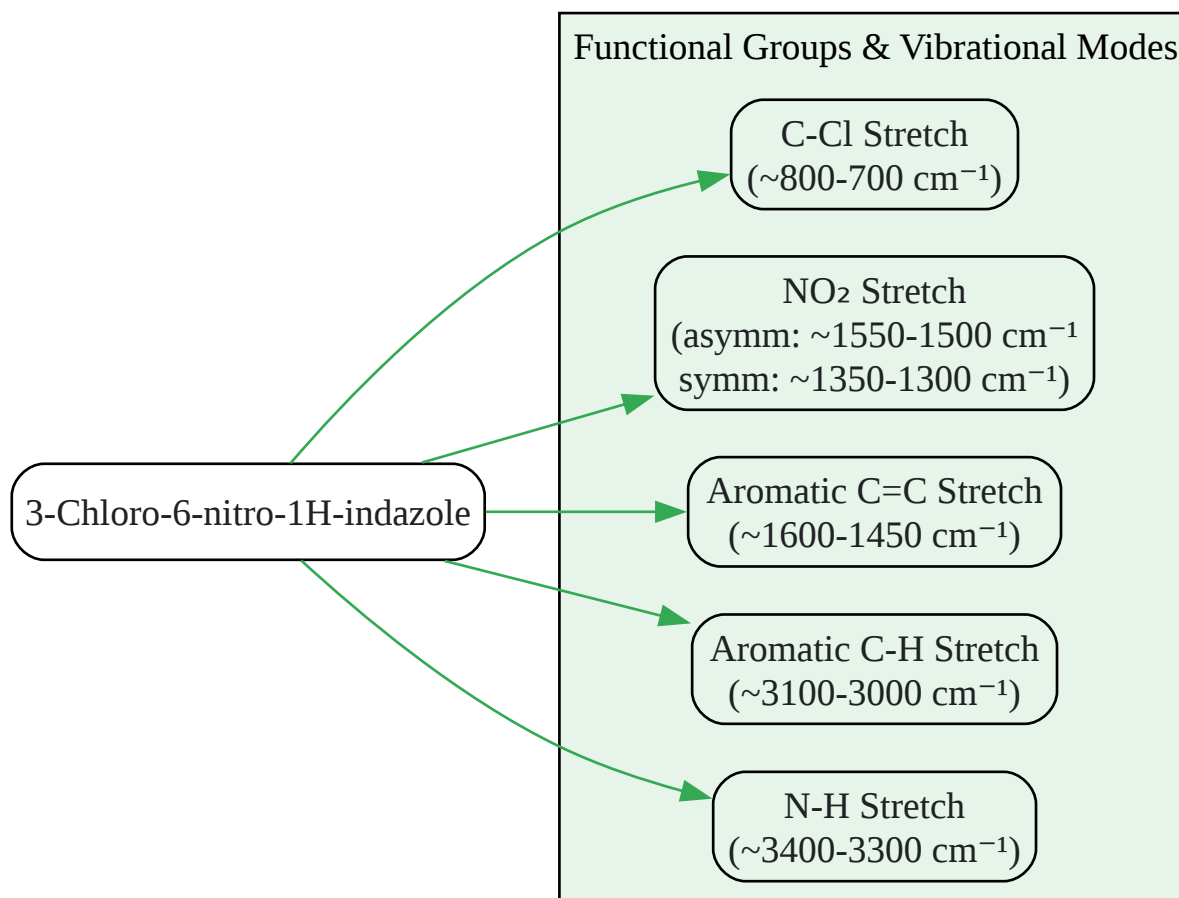 Functional Groups & Vibrational Modes
C-Cl Stretch
(~800-700 cm⁻¹)
NO₂ Stretch
(asymm: ~1550-1500 cm⁻¹
symm: ~1350-1300 cm⁻¹)
3-Chloro-6-nitro-1H-indazole
Aromatic C=C Stretch
(~1600-1450 cm⁻¹)
Aromatic C-H Stretch
(~3100-3000 cm⁻¹)
N-H Stretch
(~3400-3300 cm⁻¹)